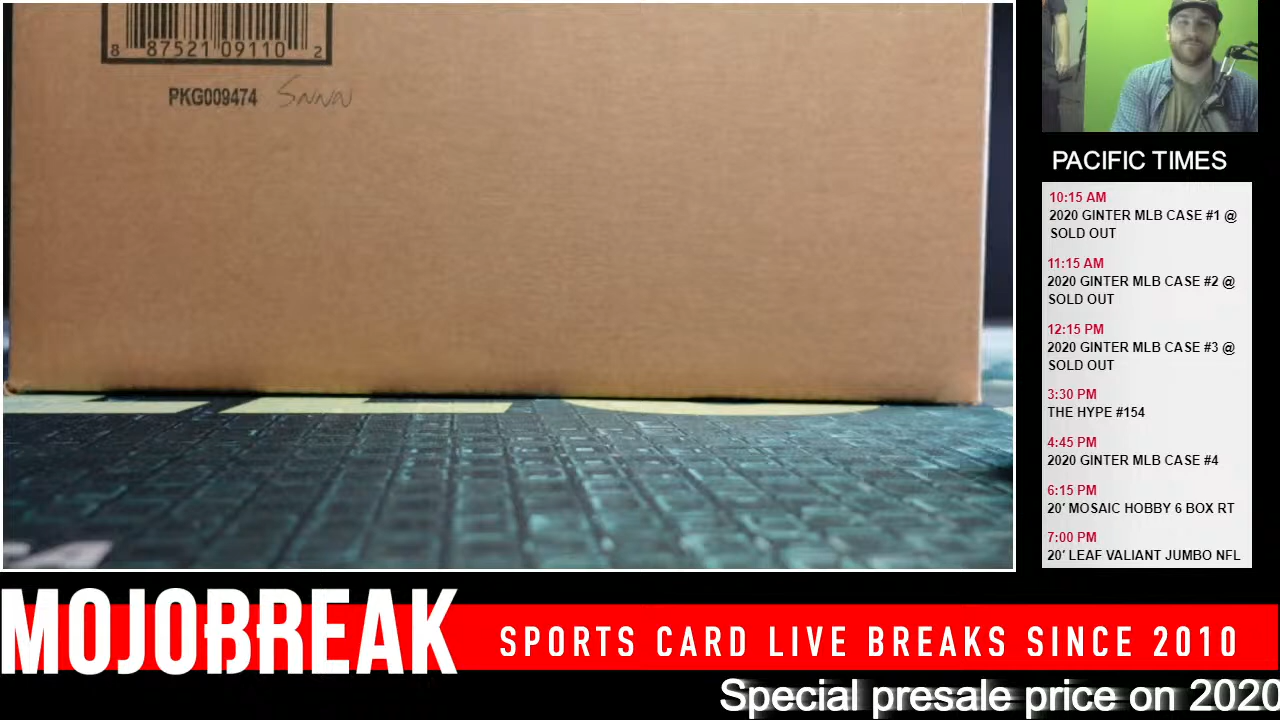 8 87521 09110 2
PKG009474
PACIFIC TIMES
10:15 AM
2020 GINTER MLB CASE #1 @
SOLD OUT
11:15 AM
2020 GINTER MLB CASE #2 @
SOLD OUT
12:15 PM
2020 GINTER MLB CASE #3 @
SOLD OUT
3:30 PM
THE HYPE #154
4:45 PM
2020 GINTER MLB CASE #4
6:15 PM
20' MOSAIC HOBBY 6 BOX RT
7:00 PM
20' LEAF VALIANT JUMBO NFL
MOJOBREAK
SPORTS CARD LIVE BREAKS SINCE 2010
Special presale price on 2020